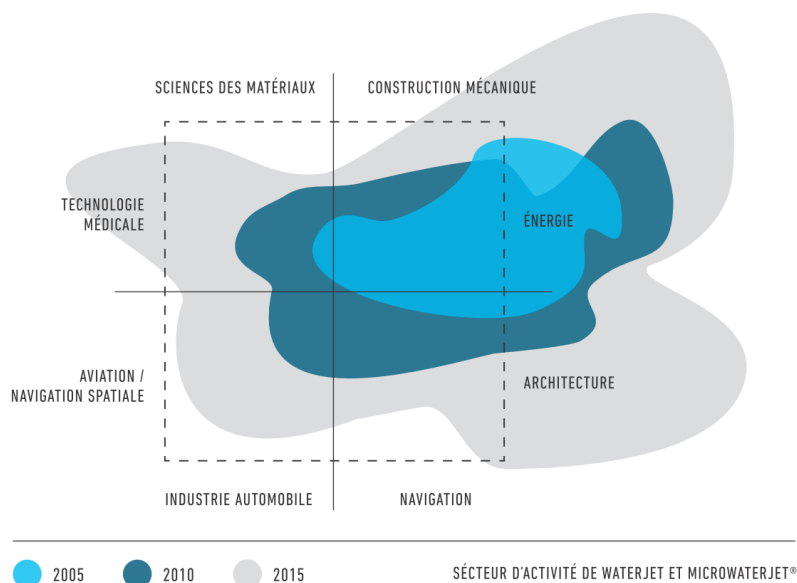 SCIENCES DES MATÉRIAUX
CONSTRUCTION MÉCANIQUE
TECHNOLOGIE
MÉDICALE
ÉNERGIE
AVIATION /
NAVIGATION SPATIALE
ARCHITECTURE
INDUSTRIE AUTOMOBILE
NAVIGATION
2005
2010
2015
SÉCTEUR D'ACTIVITÉ DE WATERJET ET MICROWATERJET®